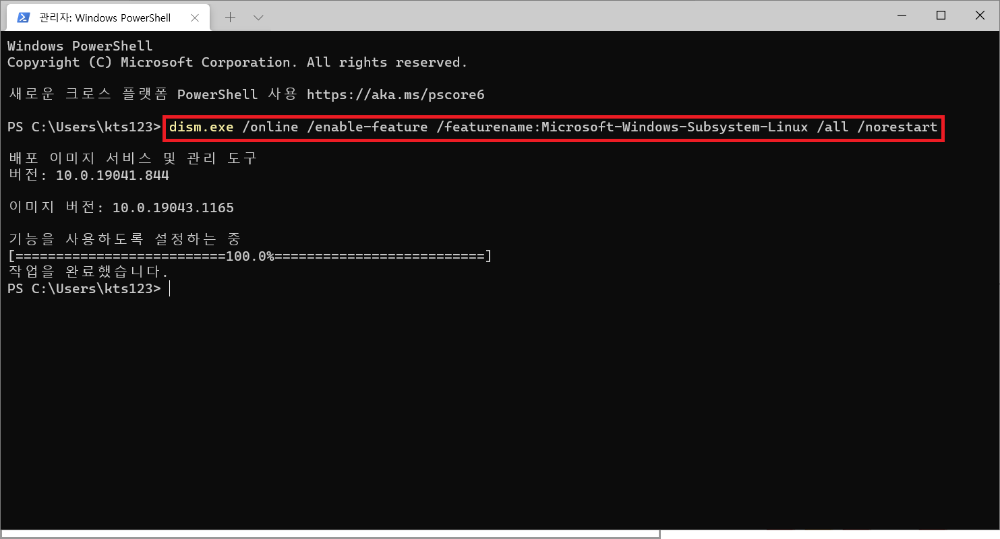 관리자: Windows PowerShell
Windows PowerShell
Copyright (C) Microsoft Corporation. All rights reserved.
새로운 크로스 플랫폼 PowerShell 사용 https://aka.ms/pscore6
PS C:\Users\kts123> dism.exe /online /enable-feature /featurename:Microsoft-Windows-Subsystem-Linux /all /norestart
배포 이미지 서비스 및 관리 도구
버전: 10.0.19041.844
이미지 버전: 10.0.19043.1165
기능을 사용하도록 설정하는 중
[==========================100.0%==========================]
작업을 완료했습니다.
PS C:\Users\kts123>